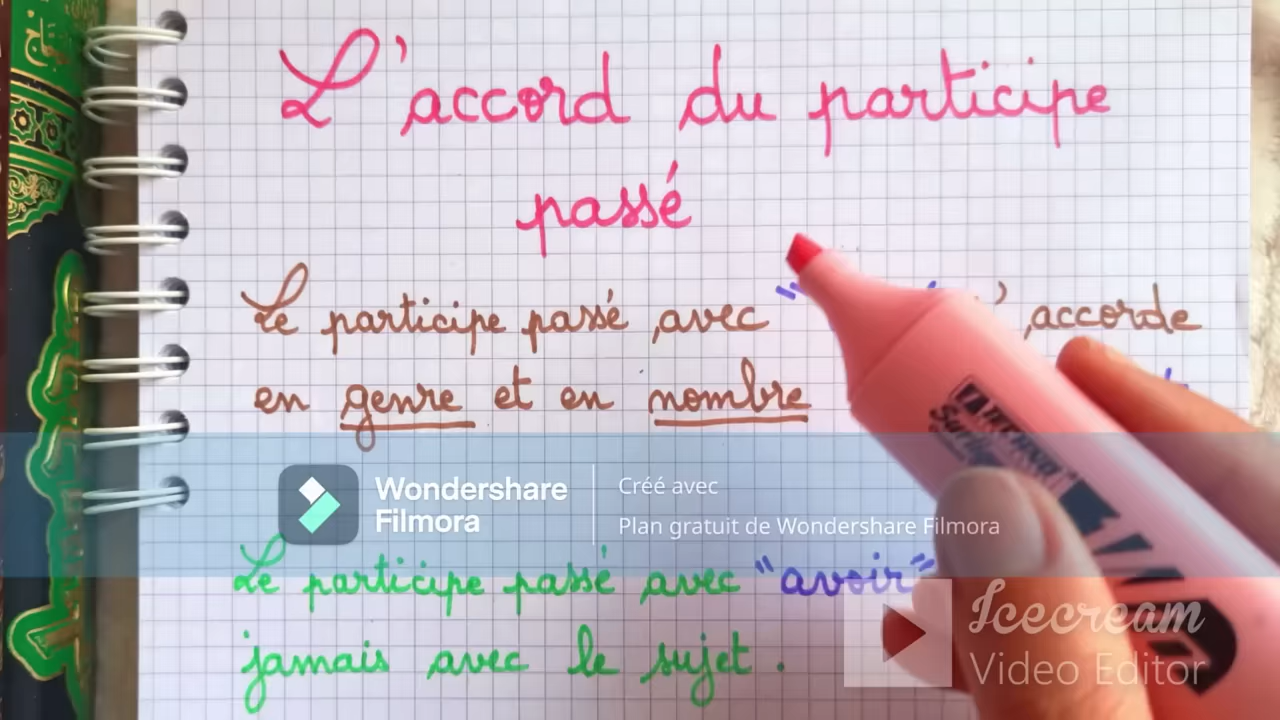 L'accord du participe
passé
Le participe passé avec " ' accorde
en genre et en nombre
Wondershare
Filmora
Créé avec
Plan gratuit de Wondershare Filmora
Le participe passé avec "avoir"
jamais avec le sujet.
Icecream
Video Editor